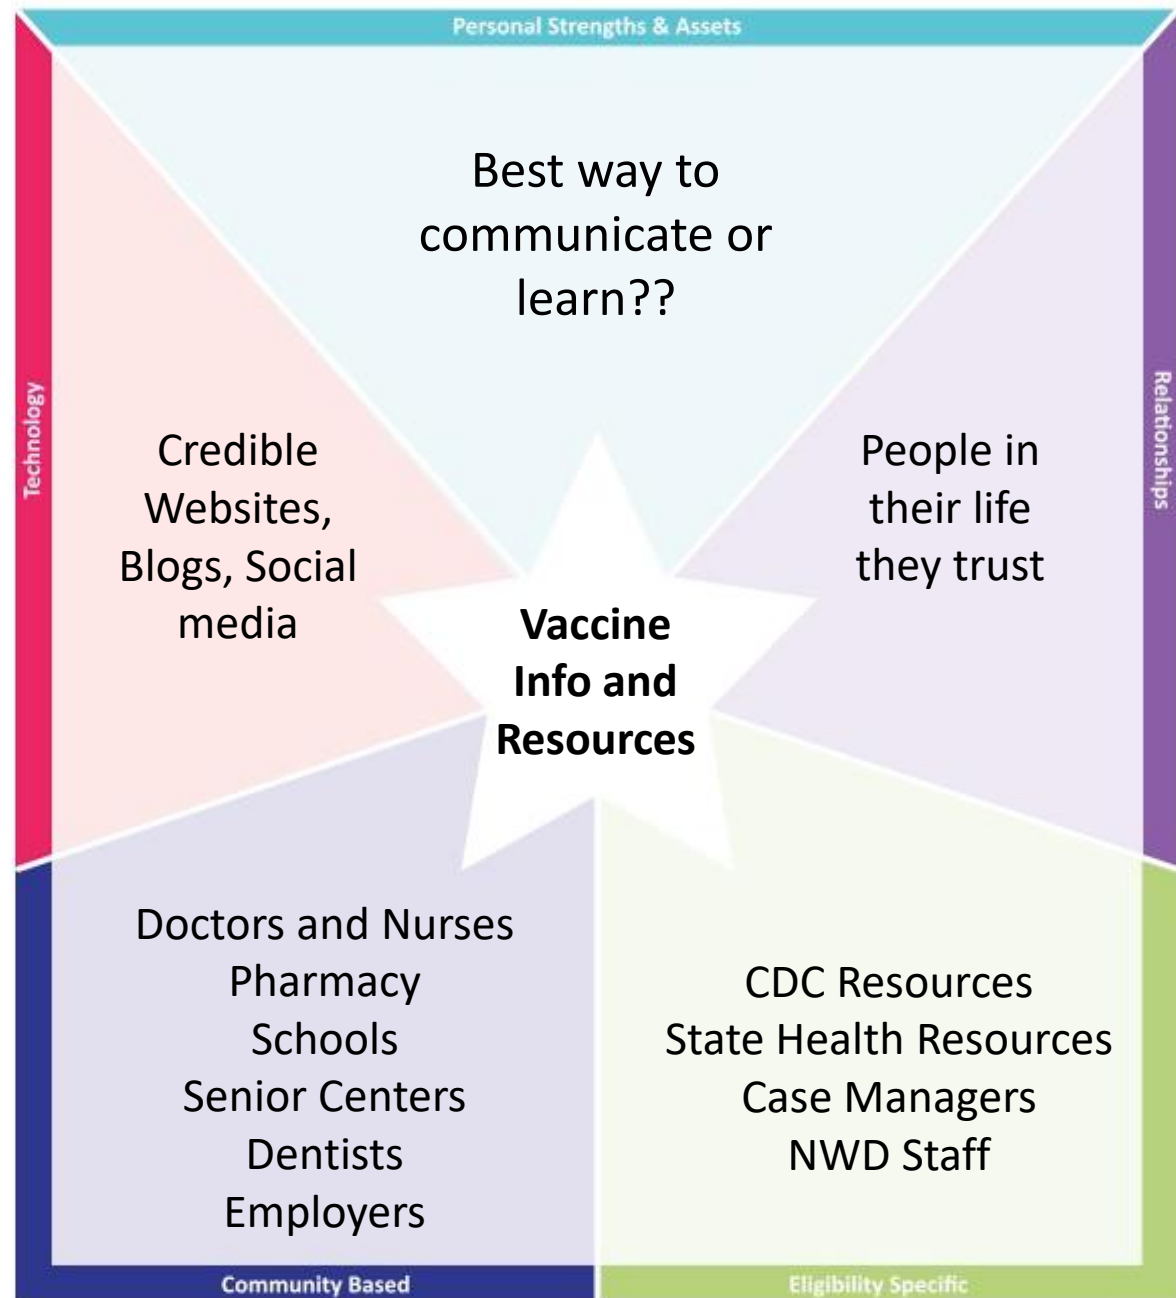 Personal Strengths & Assets
Best way to
communicate or
learn??
Technology
Credible
Websites,
Blogs, Social
media
Relationships
People in
their life
they trust
Vaccine
Info and
Resources
Doctors and Nurses
Pharmacy
Schools
Senior Centers
Dentists
Employers
Community Based
CDC Resources
State Health Resources
Case Managers
NWD Staff
Eligibility Specific